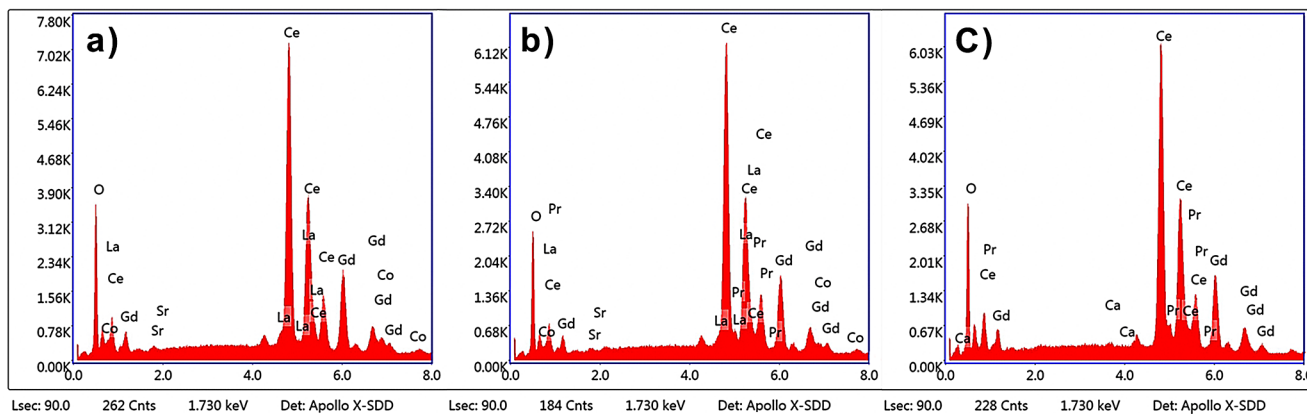 a)
7.80K
7.02K
6.24K
5.46K
4.68K
3.90K
3.12K
2.34K
1.56K
0.78K
0.00K
Ce
O
Ce
La
La
Gd
Ce
Ce
Gd
Co
La
Gd
Sr
Gd
Co
La
La
Ce
Sr
Gd
Co
0.0 2.0 4.0 6.0 8.0
Lsec: 90.0 262 Cnts 1.730 keV Det: Apollo X-SDD
b)
6.12K
5.44K
4.76K
4.08K
3.40K
2.72K
2.04K
1.36K
0.68K
0.00K
Ce
Ce
La
Ce
Pr
O
La
Pr
Gd
La
Gd
Pr
Ce
Co
Pr
Gd
Sr
Gd
Co
La
La
Ce
Gd
Sr
Pr
Co
0.0 2.0 4.0 6.0 8.0
Lsec: 90.0 184 Cnts 1.730 keV Det: Apollo X-SDD
C)
6.03K
5.36K
4.69K
4.02K
3.35K
2.68K
2.01K
1.34K
0.67K
0.00K
Ce
O
Ce
Pr
Pr
Pr
Gd
Ce
Ce
Gd
Ca
Gd
Gd
Pr
Ce
Ca
Ca
Pr
Gd
0.0 2.0 4.0 6.0 8.0
Lsec: 90.0 228 Cnts 1.730 keV Det: Apollo X-SDD